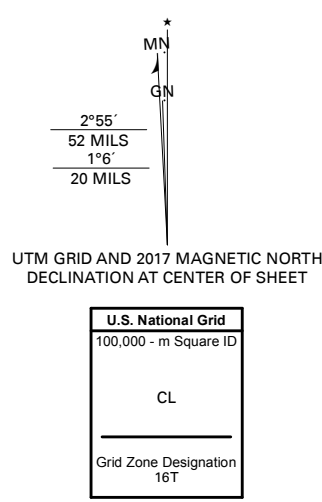 MN
GN
2°55´
52 MILS
1°6´
20 MILS
UTM GRID AND 2017 MAGNETIC NORTH
DECLINATION AT CENTER OF SHEET
U.S. National Grid
100,000 - m Square ID
CL
Grid Zone Designation
16T